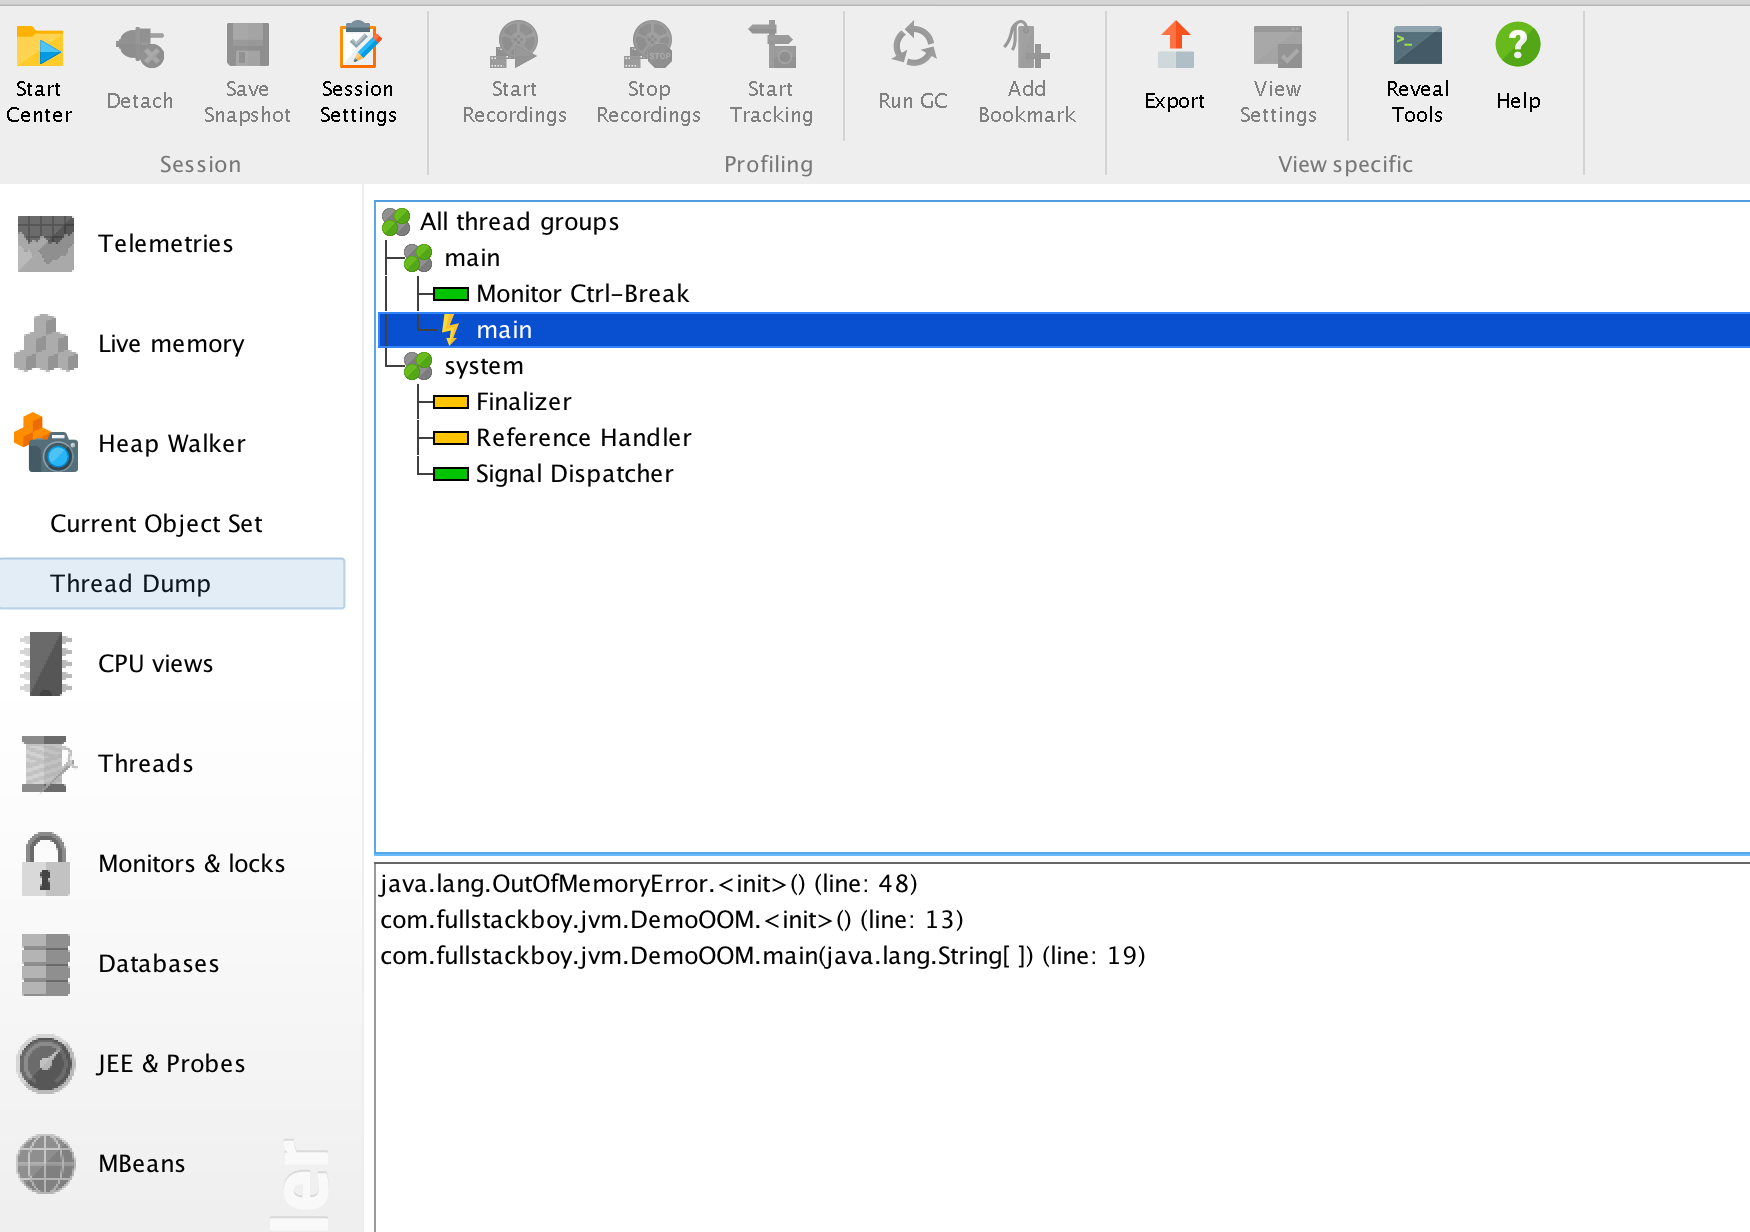 Start Center
Detach
Save Snapshot
Session Settings
Start Recordings
Stop Recordings
Start Tracking
Run GC
Add Bookmark
Export
View Settings
Reveal Tools
Help
Session
Profiling
View specific
Telemetries
Live memory
Heap Walker
Current Object Set
Thread Dump
CPU views
Threads
Monitors & locks
Databases
JEE & Probes
MBeans
All thread groups
main
Monitor Ctrl-Break
main
system
Finalizer
Reference Handler
Signal Dispatcher
java.lang.OutOfMemoryError.<init>() (line: 48)
com.fullstackboy.jvm.DemoOOM.<init>() (line: 13)
com.fullstackboy.jvm.DemoOOM.main(java.lang.String[ ]) (line: 19)